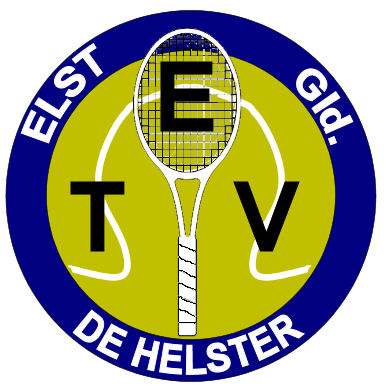 ELST Gld.
E
T V
DE HELSTER